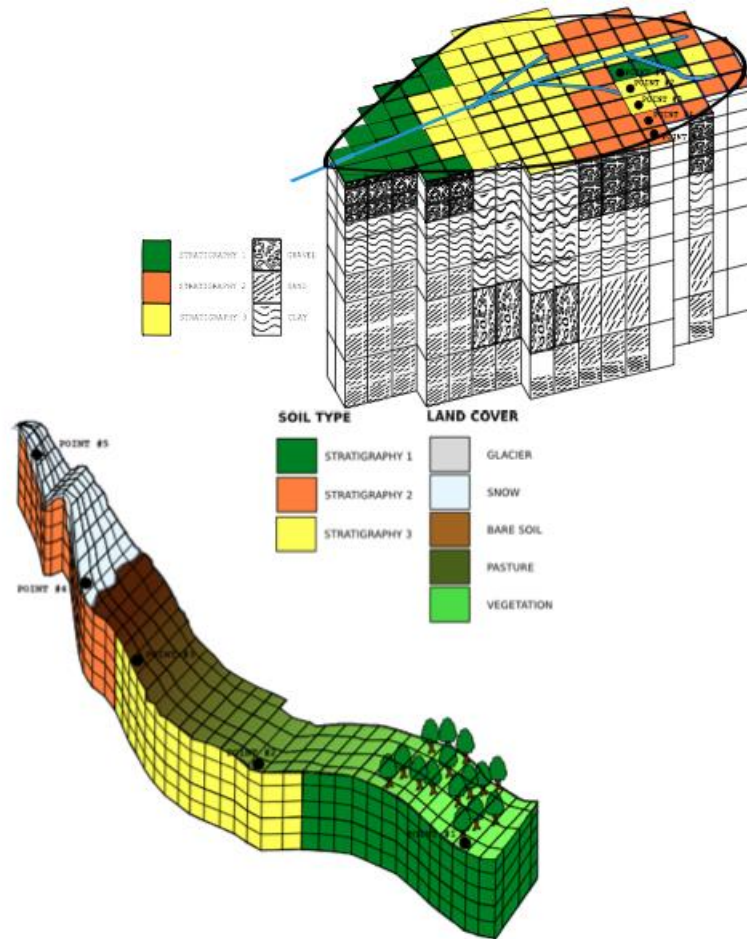 STRATIGRAPHY 1
GRAVEL
STRATIGRAPHY 2
SAND
STRATIGRAPHY 3
CLAY
SOIL TYPE
LAND COVER
STRATIGRAPHY 1
GLACIER
STRATIGRAPHY 2
SNOW
STRATIGRAPHY 3
BARE SOIL
PASTURE
VEGETATION
POINT #5
POINT #4